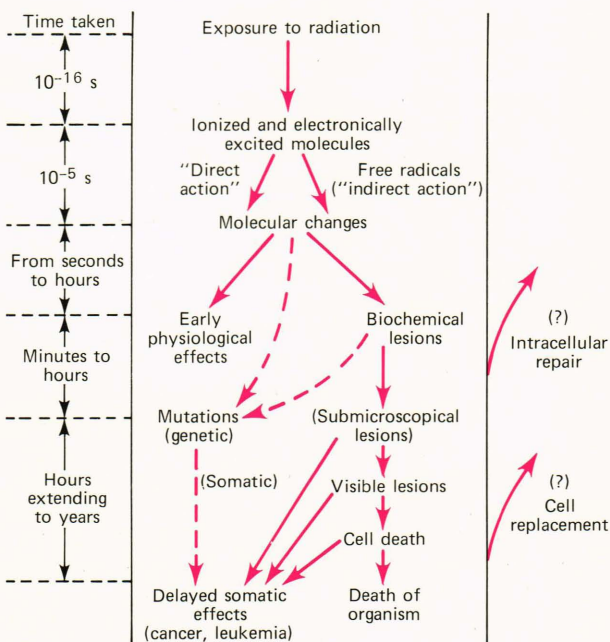 Time taken
Exposure to radiation
10⁻¹⁶ s
Ionized and electronically
excited molecules
10⁻⁵ s
"Direct
action"
Free radicals
("indirect action")
Molecular changes
From seconds
to hours
Early
physiological
effects
Biochemical
lesions
(?)
Intracellular
repair
Minutes to
hours
Mutations
(genetic)
(Submicroscopical
lesions)
Hours
extending
to years
(Somatic)
Visible lesions
(?)
Cell
replacement
Cell death
Delayed somatic
effects
(cancer, leukemia)
Death of
organism